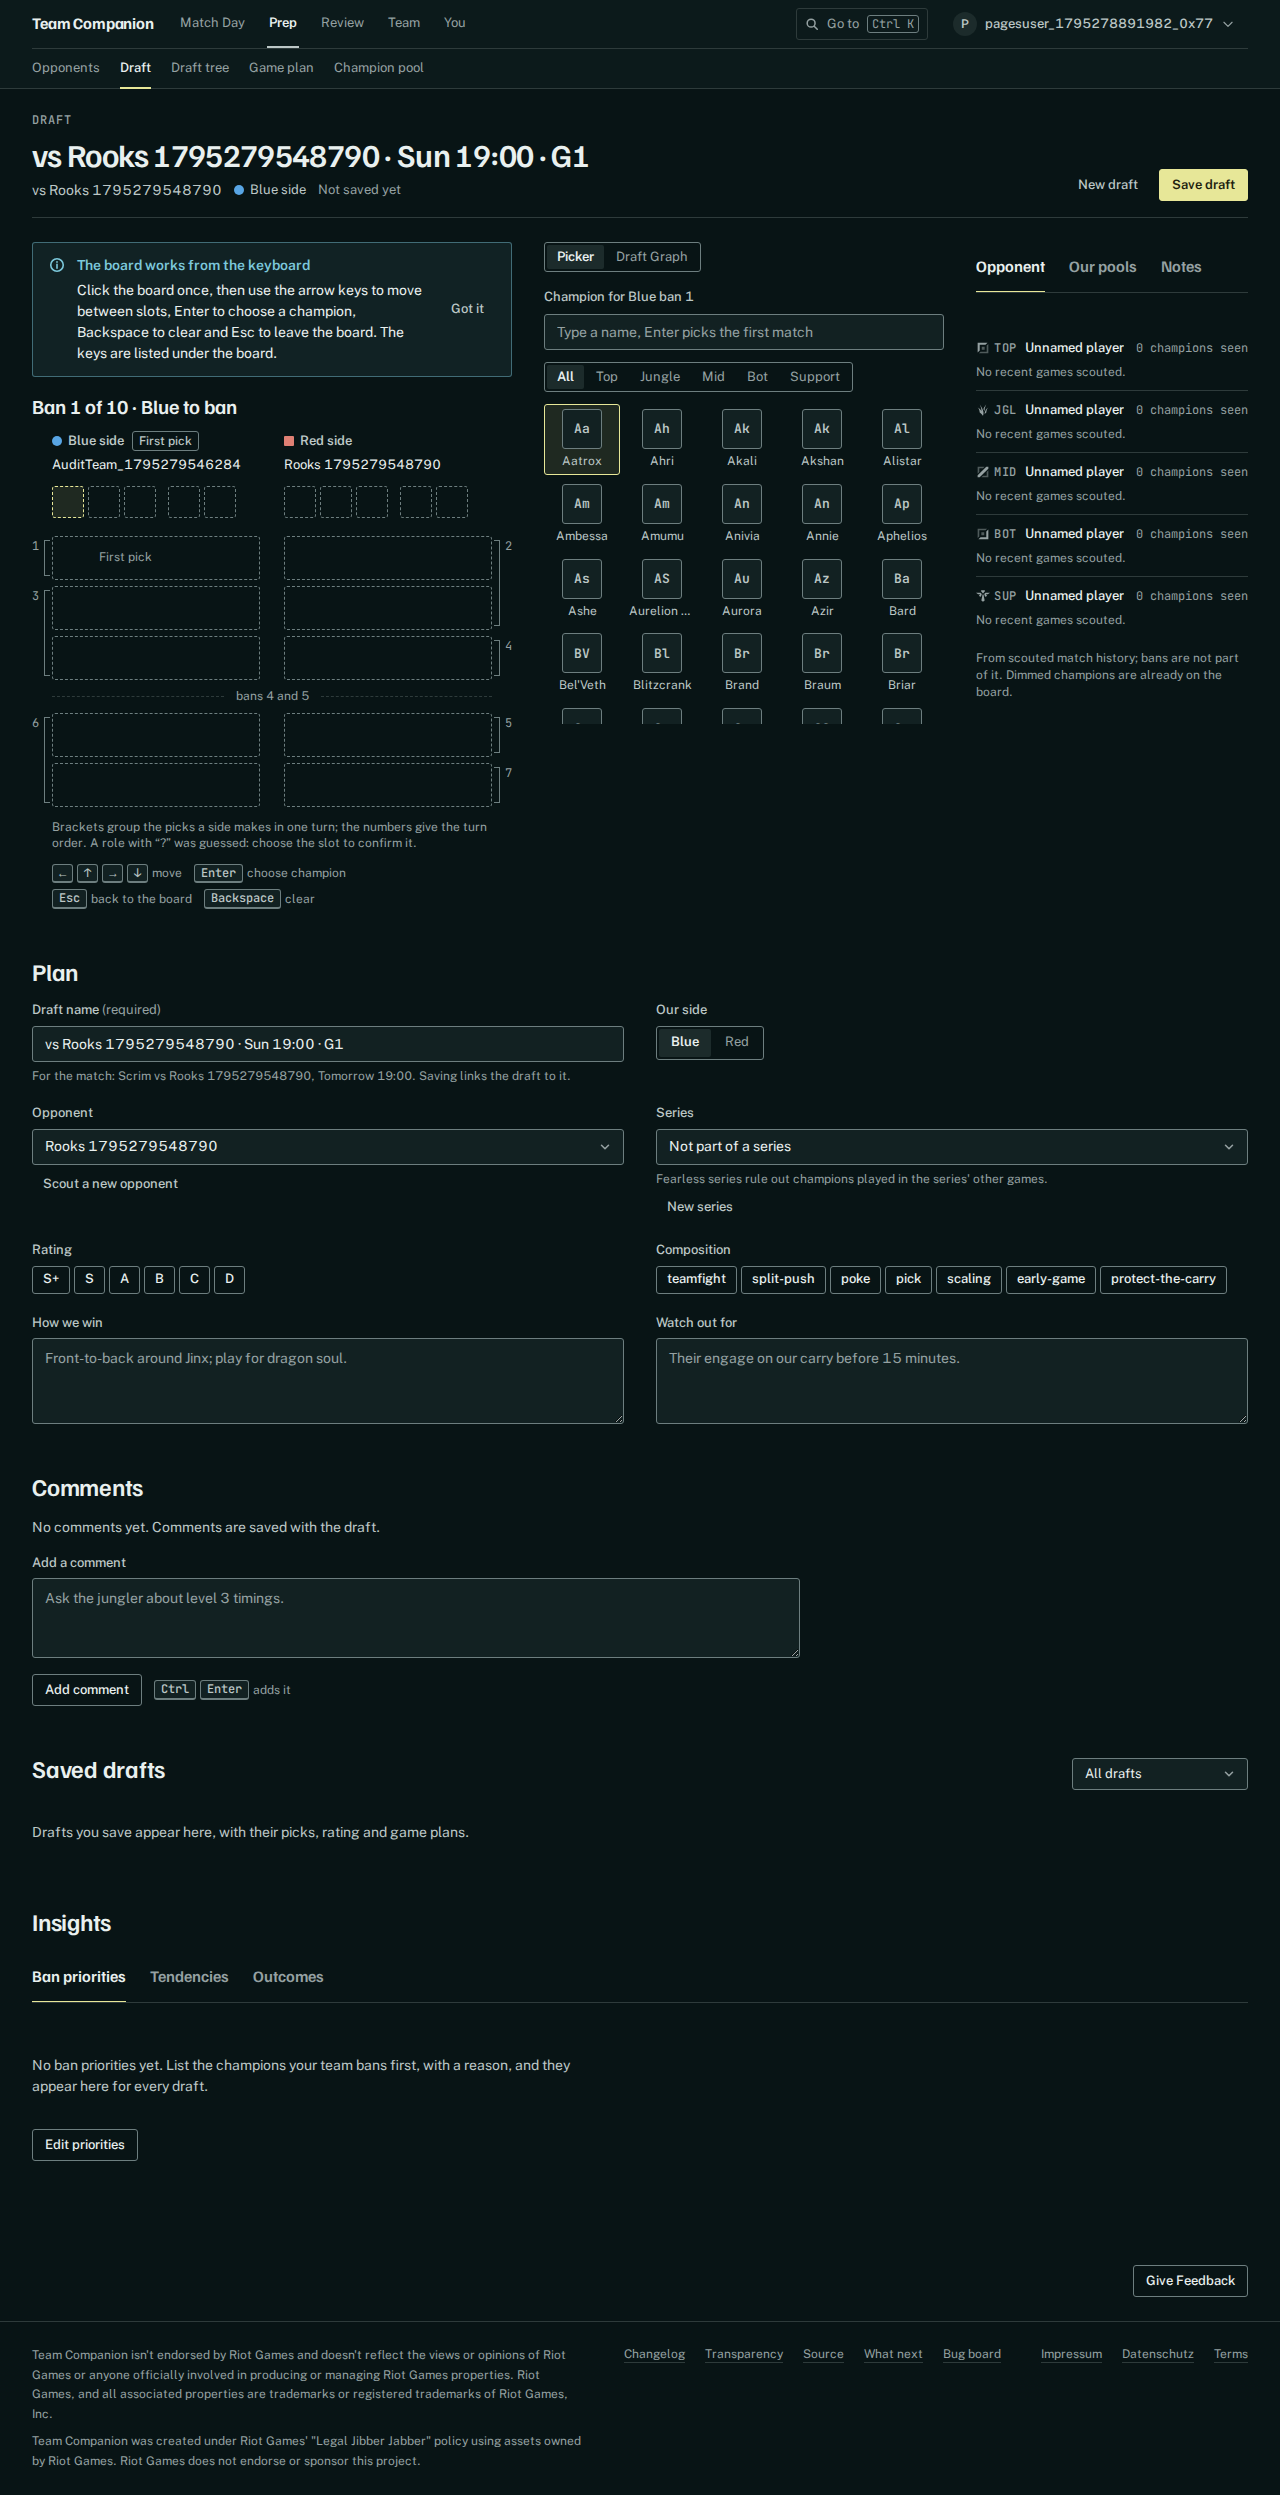 Team Companion Match Day Prep Review Team You Go to Ctrl K P pagesuser_1795278891982_0x77
Opponents Draft Draft tree Game plan Champion pool
DRAFT
vs Rooks 1795279548790 · Sun 19:00 · G1
vs Rooks 1795279548790 Blue side Not saved yet
New draft Save draft
The board works from the keyboard
Click the board once, then use the arrow keys to move
between slots, Enter to choose a champion,
Backspace to clear and Esc to leave the board. The
keys are listed under the board.
Got it
Ban 1 of 10 · Blue to ban
Blue side First pick
AuditTeam_1795279546284
Red side
Rooks 1795279548790
1 First pick 2
3
4
bans 4 and 5
6 5
7
Brackets group the picks a side makes in one turn; the numbers give the turn
order. A role with “?” was guessed: choose the slot to confirm it.
← ↑ → ↓ move Enter choose champion
Esc back to the board Backspace clear
Picker Draft Graph
Champion for Blue ban 1
Type a name, Enter picks the first match
All Top Jungle Mid Bot Support
Aa Ah Ak Ak Al
Aatrox Ahri Akali Akshan Alistar
Am Am An An Ap
Ambessa Amumu Anivia Annie Aphelios
As AS Au Az Ba
Ashe Aurelion ... Aurora Azir Bard
BV Bl Br Br Br
Bel'Veth Blitzcrank Brand Braum Briar
Opponent Our pools Notes
TOP Unnamed player 0 champions seen
No recent games scouted.
JGL Unnamed player 0 champions seen
No recent games scouted.
MID Unnamed player 0 champions seen
No recent games scouted.
BOT Unnamed player 0 champions seen
No recent games scouted.
SUP Unnamed player 0 champions seen
No recent games scouted.
From scouted match history; bans are not part
of it. Dimmed champions are already on the
board.
Plan
Draft name (required)
vs Rooks 1795279548790 · Sun 19:00 · G1
For the match: Scrim vs Rooks 1795279548790, Tomorrow 19:00. Saving links the draft to it.
Our side
Blue Red
Opponent
Rooks 1795279548790
Scout a new opponent
Series
Not part of a series
Fearless series rule out champions played in the series' other games.
New series
Rating
S+ S A B C D
Composition
teamfight split-push poke pick scaling early-game protect-the-carry
How we win
Front-to-back around Jinx; play for dragon soul.
Watch out for
Their engage on our carry before 15 minutes.
Comments
No comments yet. Comments are saved with the draft.
Add a comment
Ask the jungler about level 3 timings.
Add comment Ctrl Enter adds it
Saved drafts All drafts
Drafts you save appear here, with their picks, rating and game plans.
Insights
Ban priorities Tendencies Outcomes
No ban priorities yet. List the champions your team bans first, with a reason, and they
appear here for every draft.
Edit priorities
Give Feedback
Team Companion isn't endorsed by Riot Games and doesn't reflect the views or opinions of Riot
Games or anyone officially involved in producing or managing Riot Games properties. Riot
Games, and all associated properties are trademarks or registered trademarks of Riot Games,
Inc.
Team Companion was created under Riot Games' "Legal Jibber Jabber" policy using assets owned
by Riot Games. Riot Games does not endorse or sponsor this project.
Changelog Transparency Source What next Bug board Impressum Datenschutz Terms